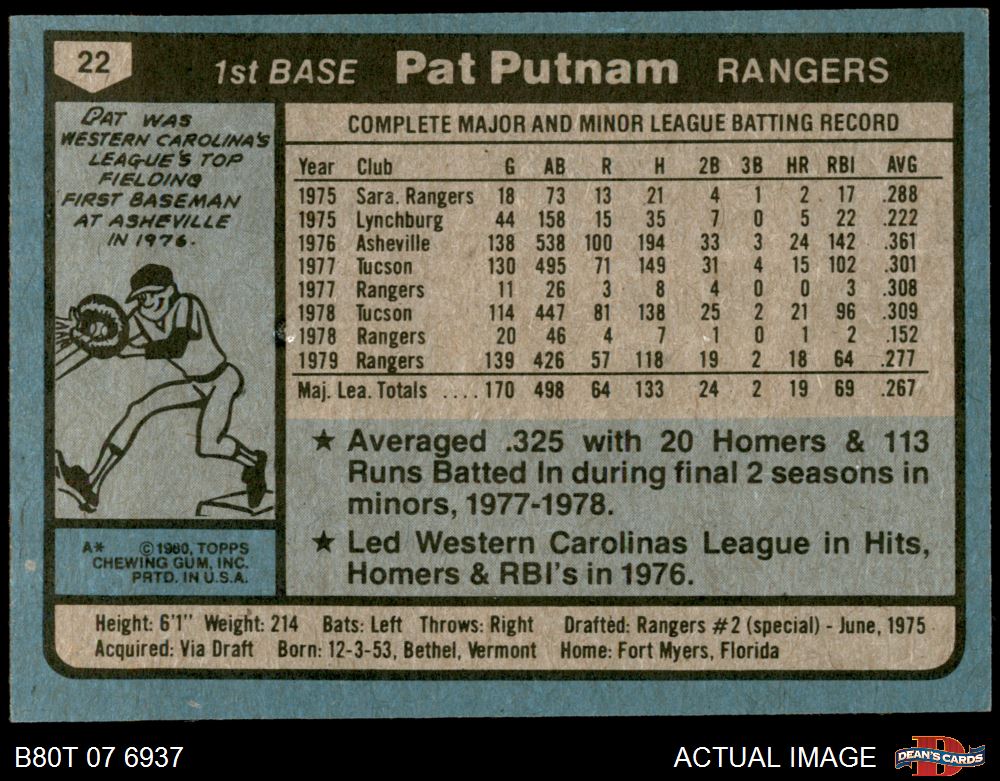 22
1st BASE Pat Putnam RANGERS
PAT WAS
WESTERN CAROLINA'S
LEAGUE'S TOP
FIELDING
FIRST BASEMAN
AT ASHEVILLE
IN 1976.
COMPLETE MAJOR AND MINOR LEAGUE BATTING RECORD
Year Club G AB R H 2B 3B HR RBI AVG
1975 Sara. Rangers 18 73 13 21 4 1 2 17 .288
1975 Lynchburg 44 158 15 35 7 0 5 22 .222
1976 Asheville 138 538 100 194 33 3 24 142 .361
1977 Tucson 130 495 71 149 31 4 15 102 .301
1977 Rangers 11 26 3 8 4 0 0 3 .308
1978 Tucson 114 447 81 138 25 2 21 96 .309
1978 Rangers 20 46 4 7 1 0 1 2 .152
1979 Rangers 139 426 57 118 19 2 18 64 .277
Maj. Lea. Totals .... 170 498 64 133 24 2 19 69 .267
★ Averaged .325 with 20 Homers & 113
Runs Batted In during final 2 seasons in
minors, 1977-1978.
★ Led Western Carolinas League in Hits,
Homers & RBI's in 1976.
A* ©1980, TOPPS
CHEWING GUM, INC.
PRTD. IN U.S.A.
Height: 6'1" Weight: 214 Bats: Left Throws: Right Drafted: Rangers #2 (special) - June, 1975
Acquired: Via Draft Born: 12-3-53, Bethel, Vermont Home: Fort Myers, Florida
B80T 07 6937
ACTUAL IMAGE
D
DEAN'S CARDS